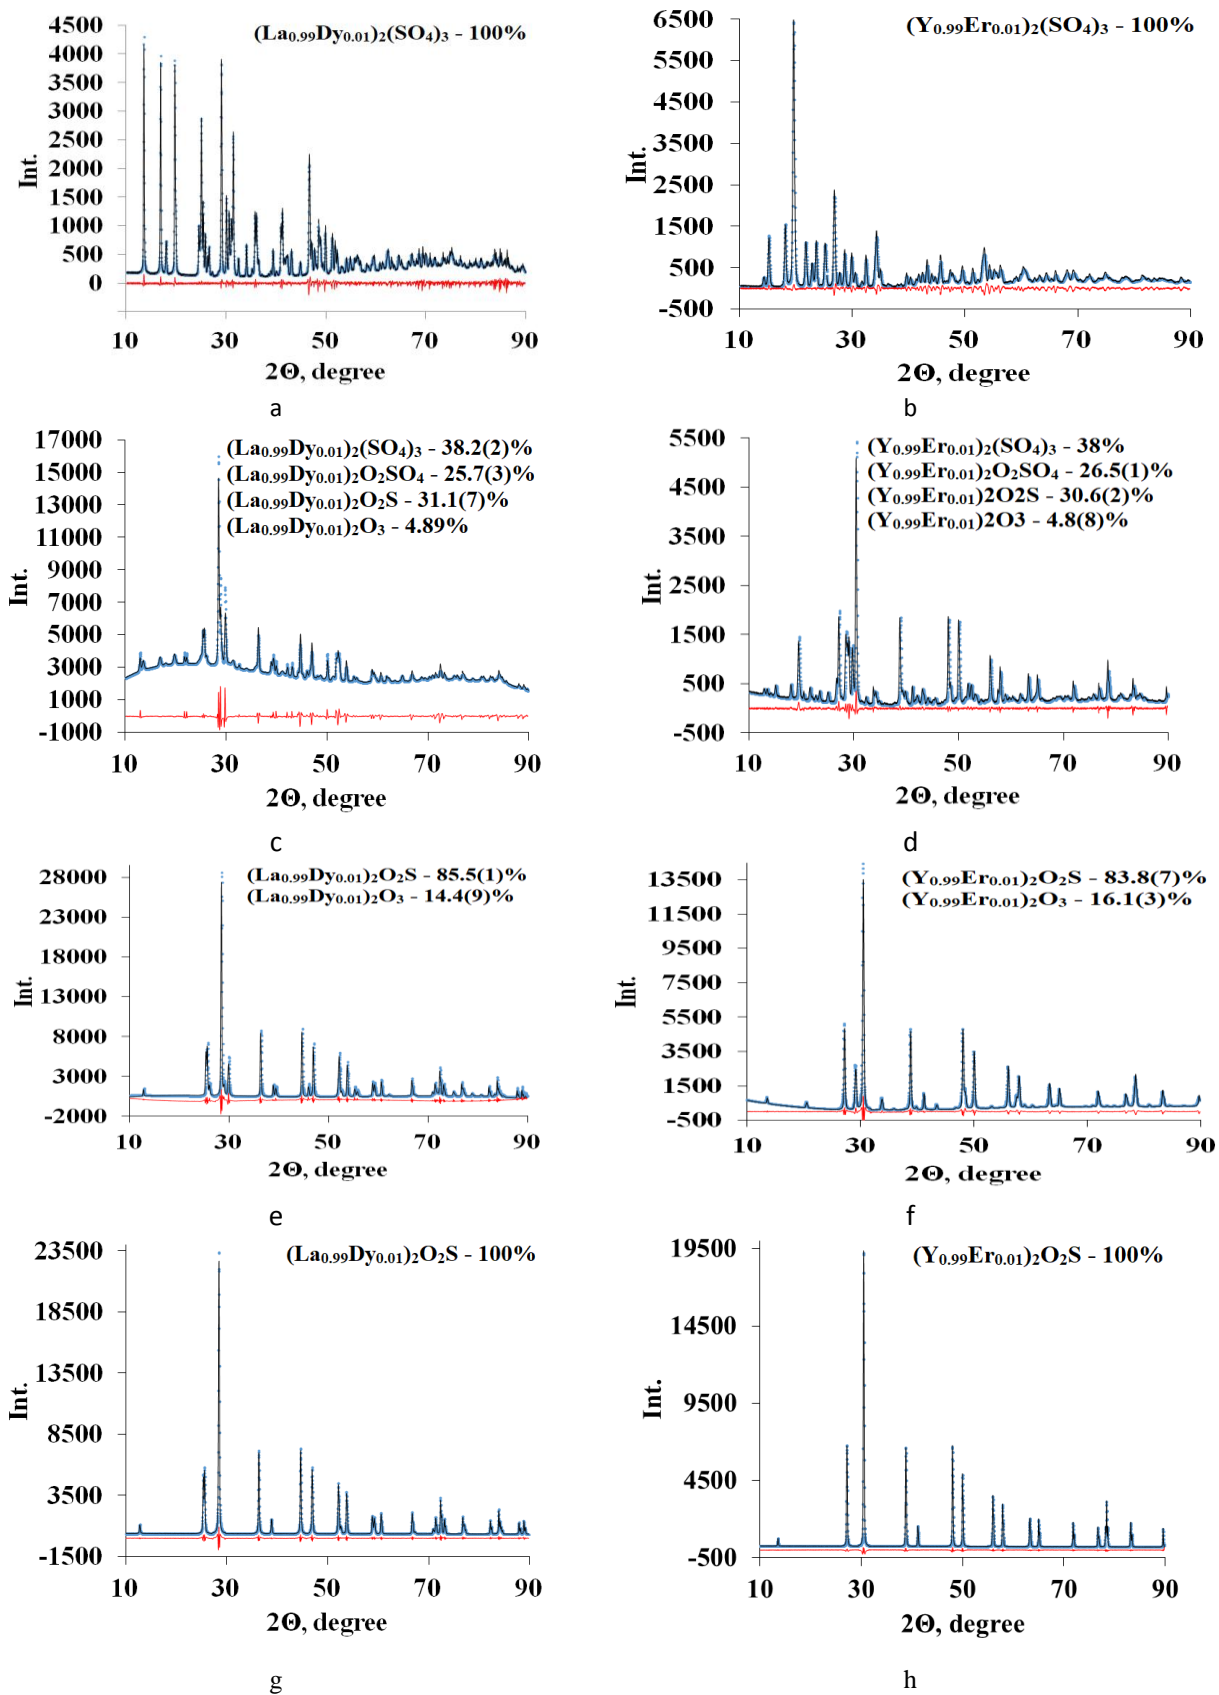 (La0.99Dy0.01)2(SO4)3 - 100%
4500
4000
3500
3000
2500
2000
1500
1000
500
0
Int.
10 30 50 70 90
2Θ, degree
a
(Y0.99Er0.01)2(SO4)3 - 100%
6500
5500
4500
3500
2500
1500
500
-500
Int.
10 30 50 70 90
2Θ, degree
b
(La0.99Dy0.01)2(SO4)3 - 38.2(2)%
(La0.99Dy0.01)2O2SO4 - 25.7(3)%
(La0.99Dy0.01)2O2S - 31.1(7)%
(La0.99Dy0.01)2O3 - 4.89%
17000
15000
13000
11000
9000
7000
5000
3000
1000
-1000
Int.
10 30 50 70 90
2Θ, degree
c
(Y0.99Er0.01)2(SO4)3 - 38%
(Y0.99Er0.01)2O2SO4 - 26.5(1)%
(Y0.99Er0.01)2O2S - 30.6(2)%
(Y0.99Er0.01)2O3 - 4.8(8)%
5500
4500
3500
2500
1500
500
-500
Int.
10 30 50 70 90
2Θ, degree
d
(La0.99Dy0.01)2O2S - 85.5(1)%
(La0.99Dy0.01)2O3 - 14.4(9)%
28000
23000
18000
13000
8000
3000
-2000
Int.
10 30 50 70 90
2Θ, degree
e
(Y0.99Er0.01)2O2S - 83.8(7)%
(Y0.99Er0.01)2O3 - 16.1(3)%
13500
11500
9500
7500
5500
3500
1500
-500
Int.
10 30 50 70 90
2Θ, degree
f
(La0.99Dy0.01)2O2S - 100%
23500
18500
13500
8500
3500
-1500
Int.
10 30 50 70 90
2Θ, degree
g
(Y0.99Er0.01)2O2S - 100%
19500
14500
9500
4500
-500
Int.
10 30 50 70 90
2Θ, degree
h